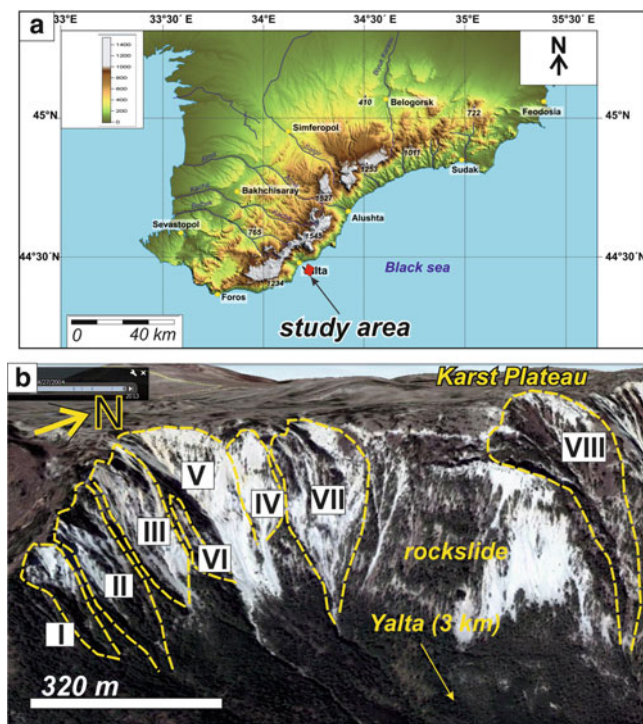 a
33°E
33°30'
34°E
34°30'
35°E
35°30'
1400
1200
1000
800
600
400
200
0
N
45°N
45°N
410
Belogorsk
Simferopol
722
Feodosia
1011
Sudak
1253
Bakhchisaray
1527
Alushta
Sevastopol
765
1545
44°30'
44°30'
Yalta
Black sea
1234
Foros
study area
0 40 km
b
2013
Karst Plateau
N
V
IV
VII
VIII
III
VI
II
I
rockslide
Yalta (3 km)
320 m